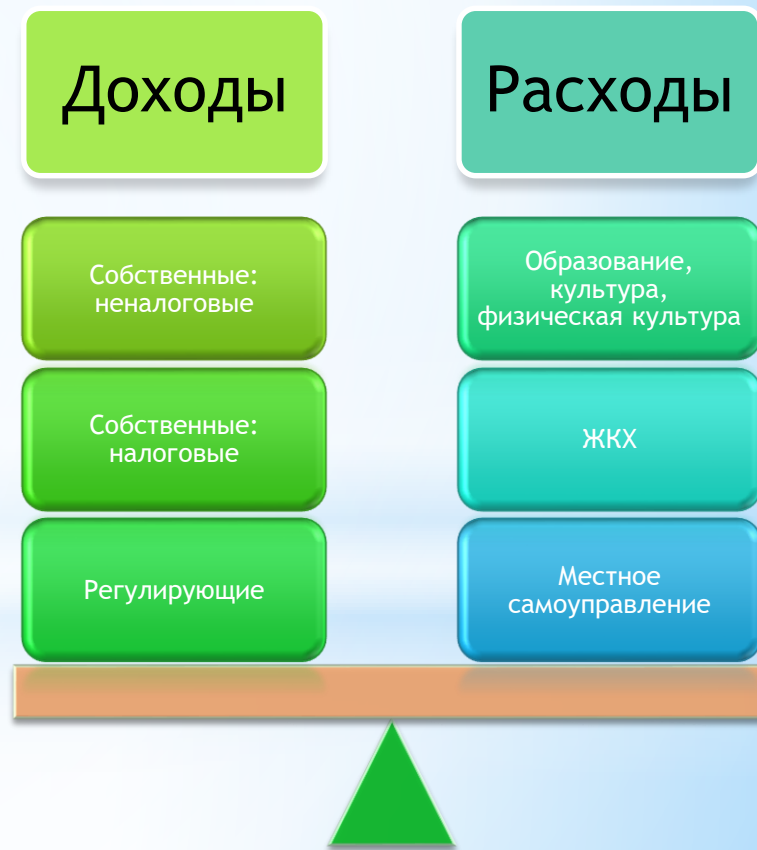 Доходы
Собственные:
неналоговые
Собственные:
налоговые
Регулирующие
Расходы
Образование,
культура,
физическая культура
ЖКХ
Местное
самоуправление